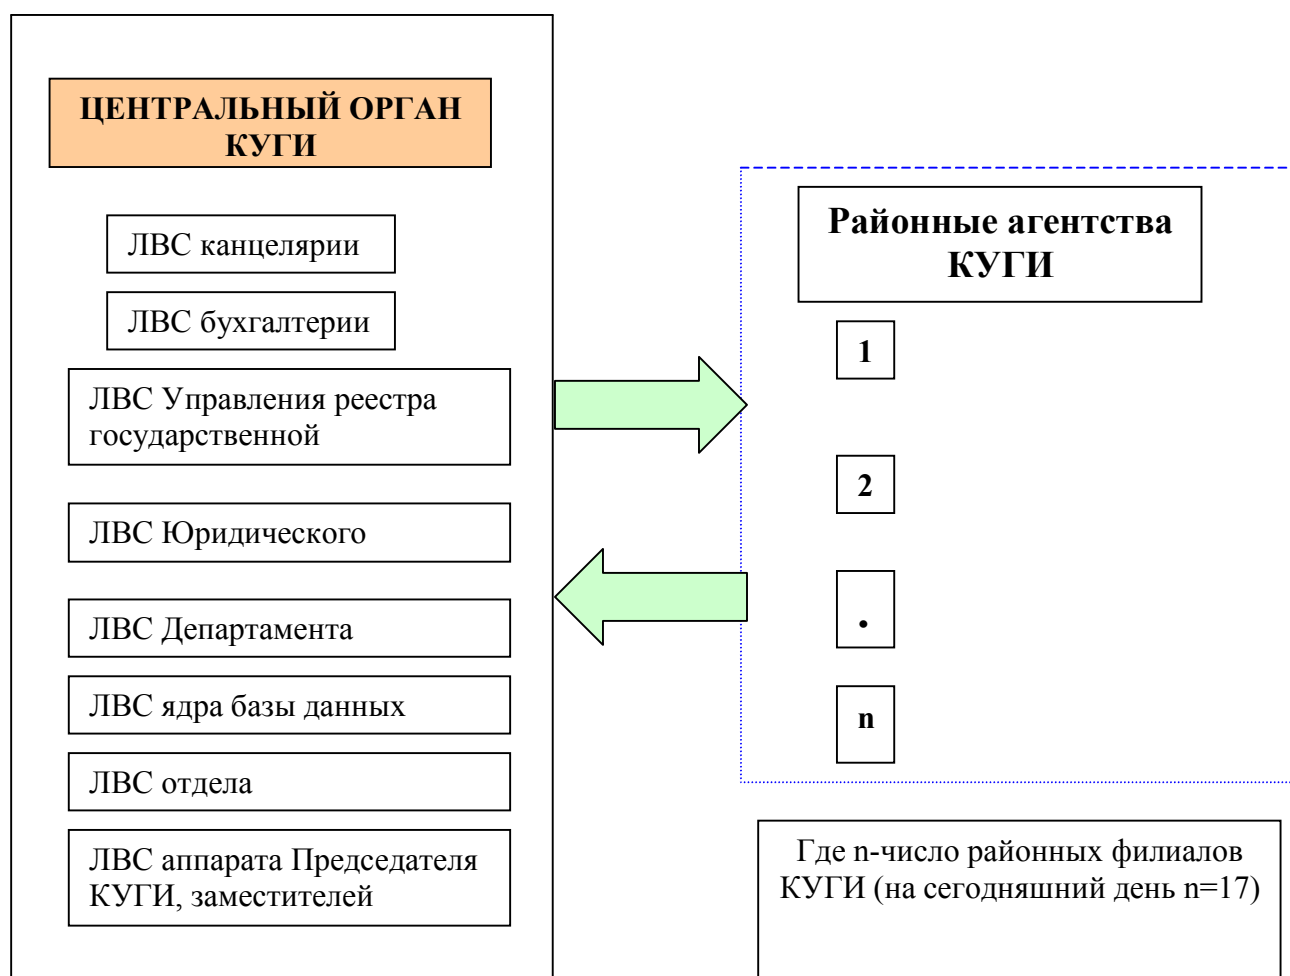 ЦЕНТРАЛЬНЫЙ ОРГАН
КУГИ
ЛВС канцелярии
ЛВС бухгалтерии
ЛВС Управления реестра
государственной
ЛВС Юридического
ЛВС Департамента
ЛВС ядра базы данных
ЛВС отдела
ЛВС аппарата Председателя
КУГИ, заместителей
Районные агентства
КУГИ
1
2
.
n
Где n-число районных филиалов
КУГИ (на сегодняшний день n=17)